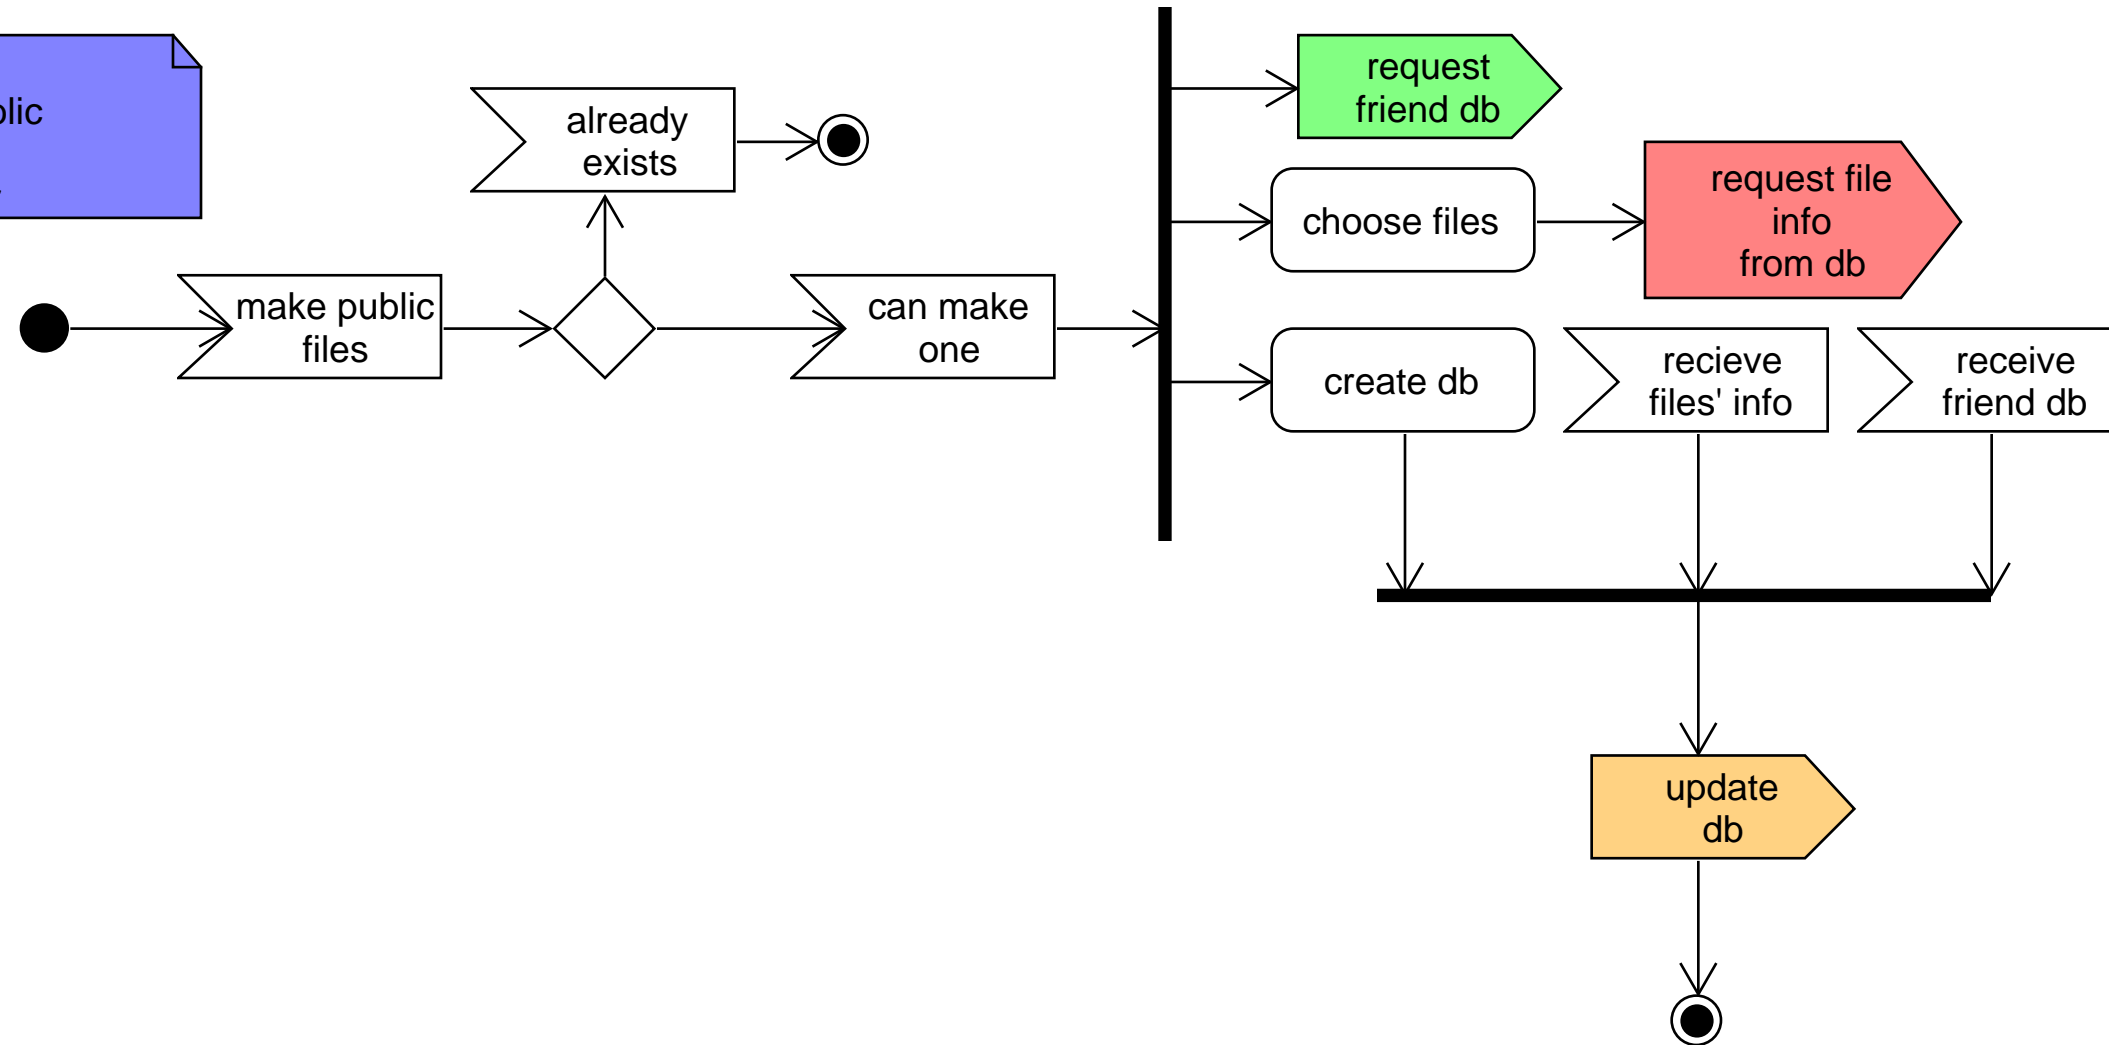 already
exists
make public
files
can make
one
request
friend db
choose files
request file
info
from db
create db
recieve
files' info
receive
friend db
update
db